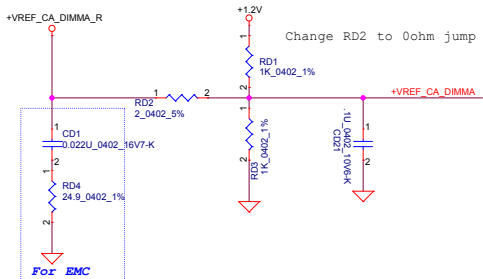 +VREF_CA_DIMMA_R
+1.2V
Change RD2 to 0ohm jump
1
RD1
1K_0402_1%
2
1
2
RD2
2_0402_5%
+VREF_CA_DIMMA
1
CD1
0.022U_0402_16V7-K
2
1
RD4
24.9_0402_1%
2
1
RD3
1K_0402_1%
2
1
.1U_0402_10V6-K
CD21
2
For EMC